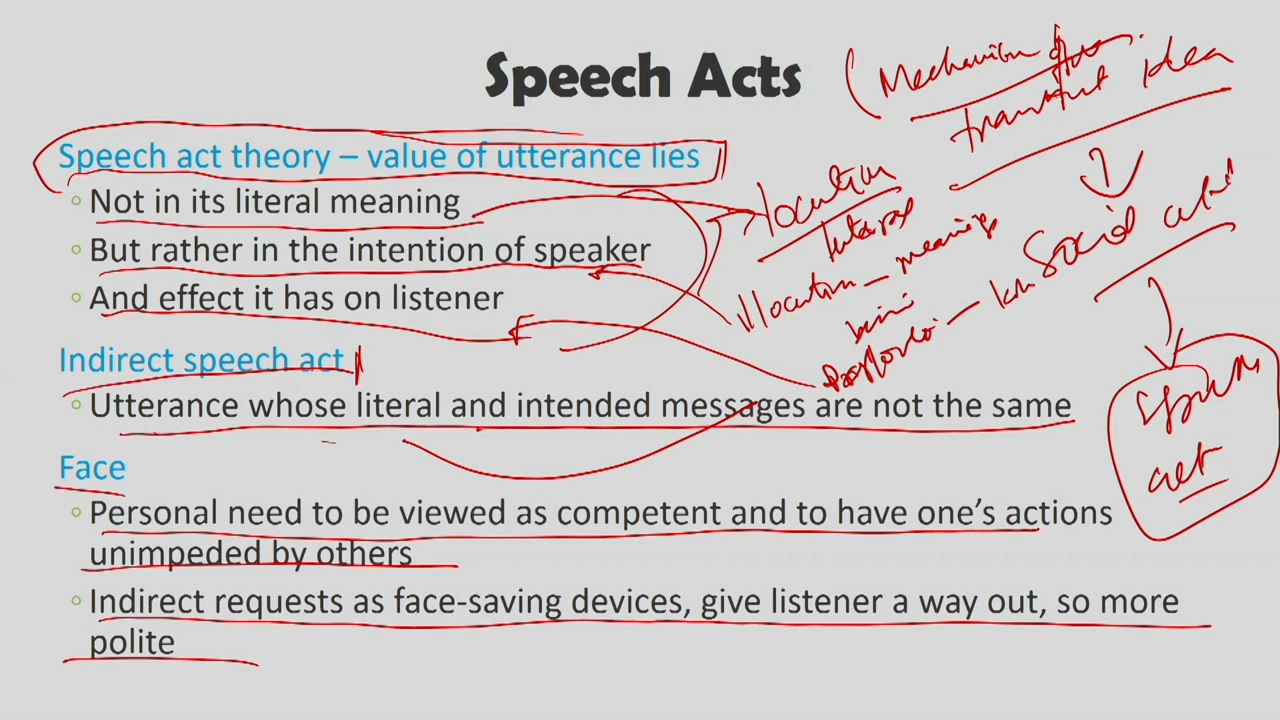 Speech Acts
Speech act theory – value of utterance lies
◦ Not in its literal meaning
◦ But rather in the intention of speaker
◦ And effect it has on listener
Indirect speech act
◦ Utterance whose literal and intended messages are not the same
Face
◦ Personal need to be viewed as competent and to have one's actions
unimpeded by others
◦ Indirect requests as face-saving devices, give listener a way out, so more
polite
(Mechanism
idea
locution
Illocution – meaning
Social
act